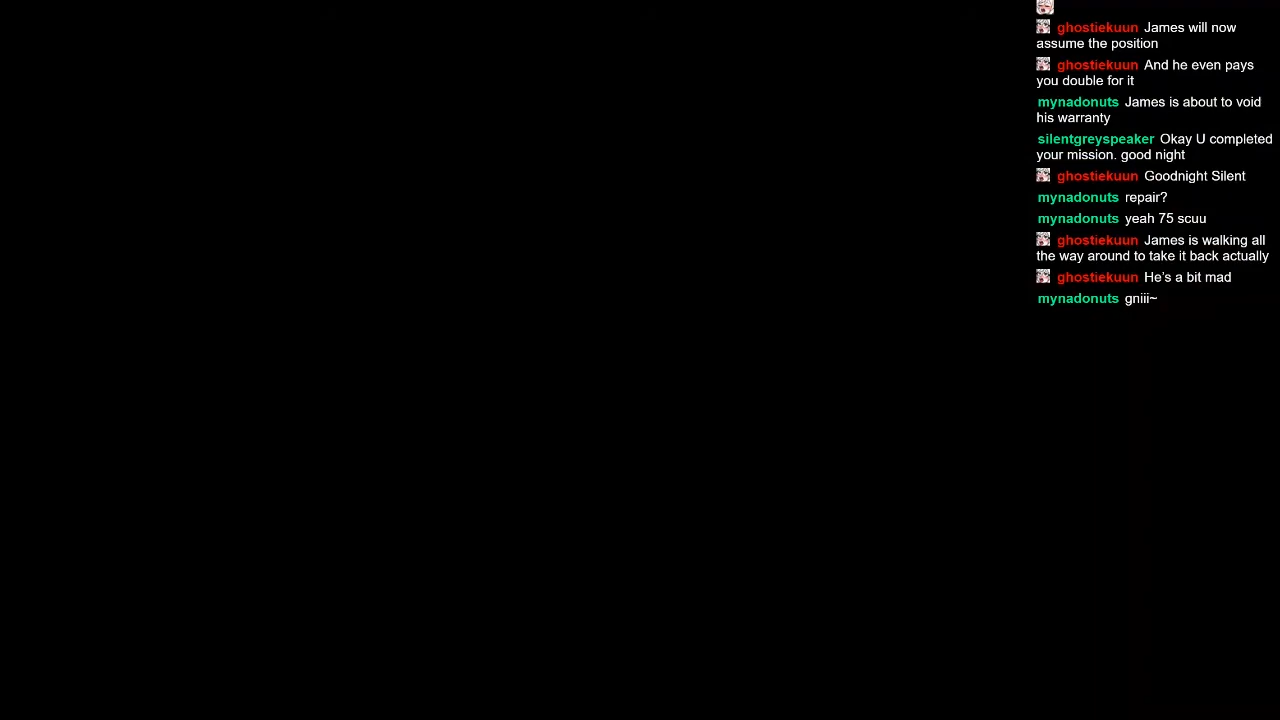 ghostiekuun James will now
assume the position
ghostiekuun And he even pays
you double for it
mynadonuts James is about to void
his warranty
silentgreyspeaker Okay U completed
your mission. good night
ghostiekuun Goodnight Silent
mynadonuts repair?
mynadonuts yeah 75 scuu
ghostiekuun James is walking all
the way around to take it back actually
ghostiekuun He's a bit mad
mynadonuts gniii~